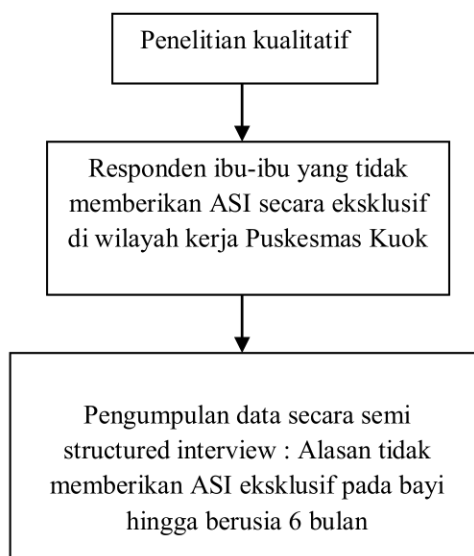 Penelitian kualitatif
Responden ibu-ibu yang tidak
memberikan ASI secara eksklusif
di wilayah kerja Puskesmas Kuok
Pengumpulan data secara semi
structured interview : Alasan tidak
memberikan ASI eksklusif pada bayi
hingga berusia 6 bulan